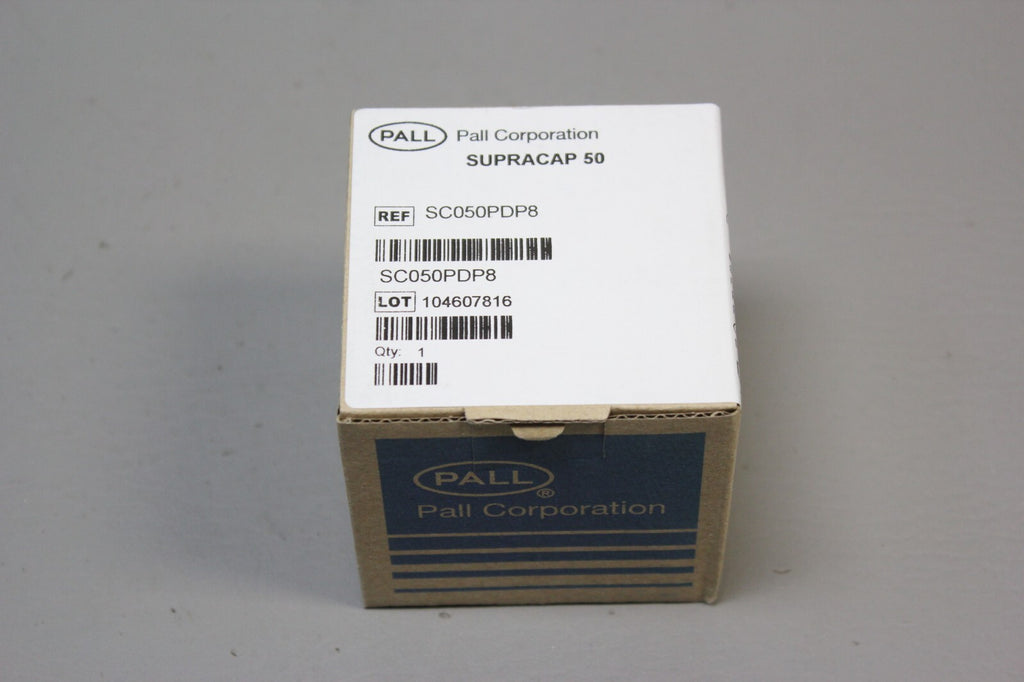 PALL Pall Corporation
SUPRACAP 50
REF SC050PDP8
SC050PDP8
LOT 104607816
Qty: 1
PALL ®
Pall Corporation